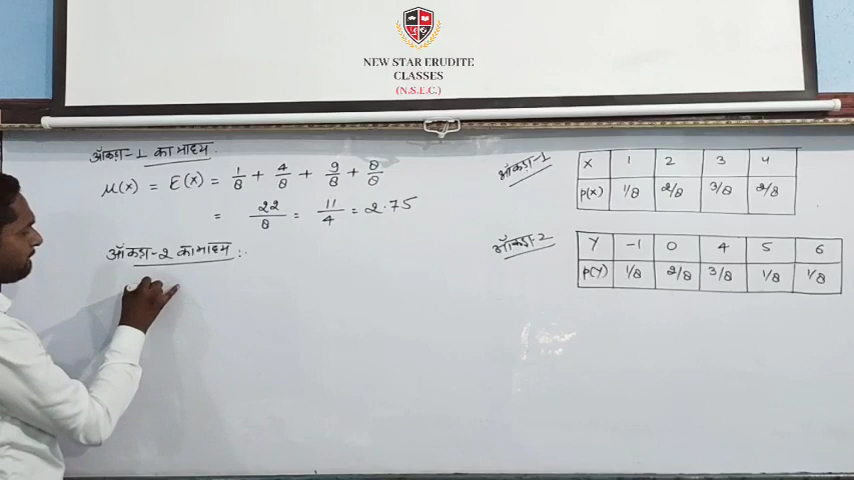 NEW STAR ERUDITE
CLASSES
(N.S.E.C.)
आँकड़ा-1 का माध्य
μ(x) = E(x) = 1/8 + 4/8 + 9/8 + 8/8
= 22/8 = 11/4 = 2.75
आँकड़ा-2 का माध्य :-
आँकड़ा-1
X 1 2 3 4
P(X) 1/8 2/8 3/8 2/8
आँकड़ा-2
Y -1 0 4 5 6
P(Y) 1/8 2/8 3/8 1/8 1/8